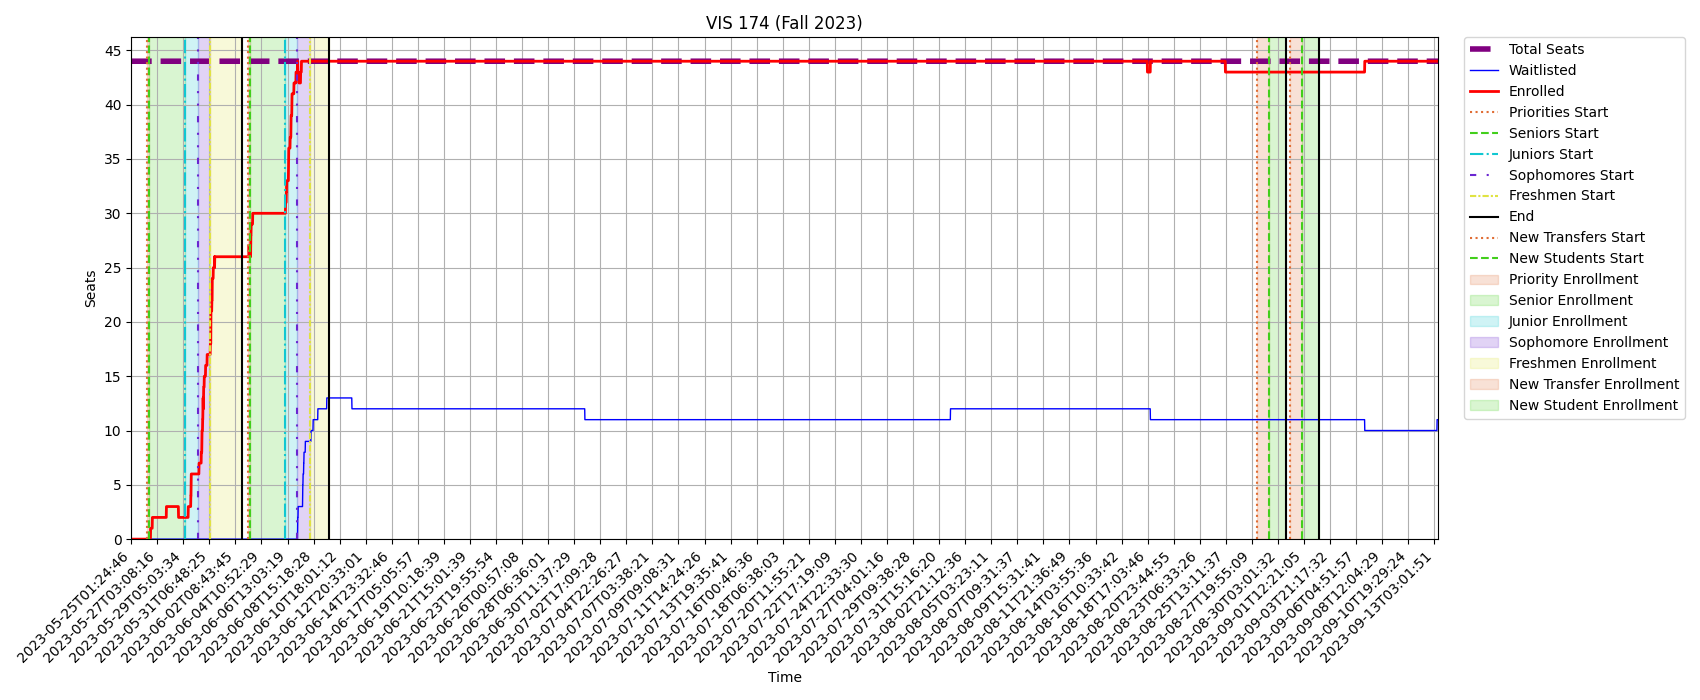 VIS 174 (Fall 2023)
Seats
45
40
35
30
25
20
15
10
5
0
2023-05-25T01:24:46
2023-05-27T03:08:16
2023-05-29T05:03:34
2023-05-31T06:48:25
2023-06-02T08:43:45
2023-06-04T10:52:29
2023-06-06T13:03:19
2023-06-08T15:18:28
2023-06-10T18:01:12
2023-06-12T20:33:01
2023-06-14T23:32:46
2023-06-17T05:05:57
2023-06-19T10:18:39
2023-06-21T15:01:39
2023-06-23T19:55:54
2023-06-26T00:57:08
2023-06-28T06:36:01
2023-06-30T11:37:29
2023-07-02T17:09:28
2023-07-04T22:26:27
2023-07-07T03:38:21
2023-07-09T09:08:31
2023-07-11T14:24:26
2023-07-13T19:35:41
2023-07-16T00:46:36
2023-07-18T06:38:03
2023-07-20T11:55:21
2023-07-22T17:19:09
2023-07-24T22:33:30
2023-07-27T04:01:16
2023-07-29T09:38:28
2023-07-31T15:16:20
2023-08-02T21:12:36
2023-08-05T03:23:11
2023-08-07T09:31:37
2023-08-09T15:31:41
2023-08-11T21:36:49
2023-08-14T03:55:36
2023-08-16T10:33:42
2023-08-18T17:03:46
2023-08-20T23:44:55
2023-08-23T06:33:26
2023-08-25T13:11:37
2023-08-27T19:55:09
2023-08-30T03:01:32
2023-09-01T12:21:05
2023-09-03T21:17:32
2023-09-06T04:51:57
2023-09-08T12:04:29
2023-09-10T19:29:24
2023-09-13T03:01:51
Time
Total Seats
Waitlisted
Enrolled
Priorities Start
Seniors Start
Juniors Start
Sophomores Start
Freshmen Start
End
New Transfers Start
New Students Start
Priority Enrollment
Senior Enrollment
Junior Enrollment
Sophomore Enrollment
Freshmen Enrollment
New Transfer Enrollment
New Student Enrollment